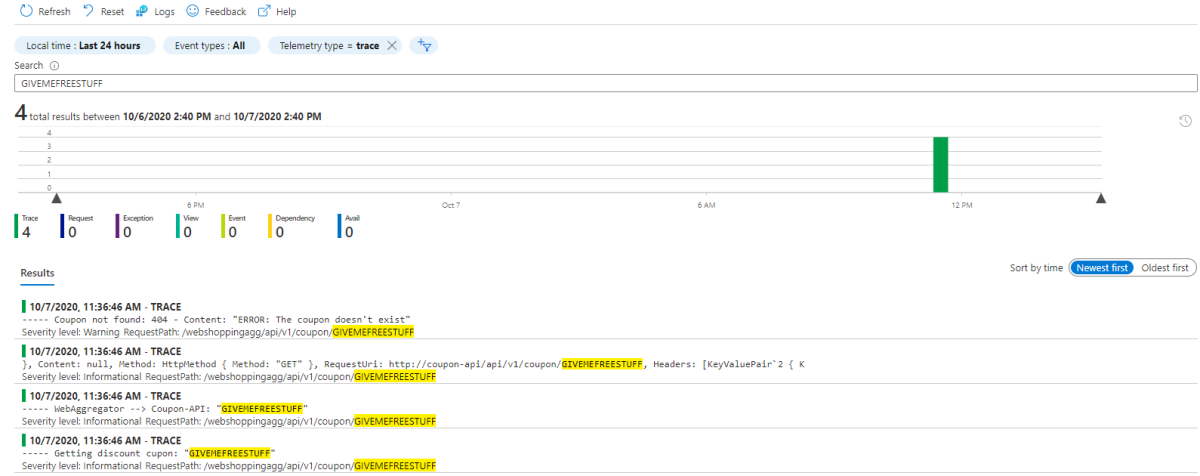 Refresh Reset Logs Feedback Help
Local time : Last 24 hours Event types : All Telemetry type = trace
Search
GIVEMEFREESTUFF
4 total results between 10/6/2020 2:40 PM and 10/7/2020 2:40 PM
4
3
2
1
0
6 PM Oct 7 6 AM 12 PM
Trace Request Exception View Event Dependency Avail
4 0 0 0 0 0 0
Results
Sort by time Newest first Oldest first
10/7/2020, 11:36:46 AM - TRACE
----- Coupon not found: 404 - Content: "ERROR: The coupon doesn't exist"
Severity level: Warning RequestPath: /webshoppingagg/api/v1/coupon/GIVEMEFREESTUFF
10/7/2020, 11:36:46 AM - TRACE
}, Content: null, Method: HttpMethod { Method: "GET" }, RequestUri: http://coupon-api/api/v1/coupon/GIVEMEFREESTUFF, Headers: [KeyValuePair`2 { K
Severity level: Informational RequestPath: /webshoppingagg/api/v1/coupon/GIVEMEFREESTUFF
10/7/2020, 11:36:46 AM - TRACE
----- WebAggregator --> Coupon-API: "GIVEMEFREESTUFF"
Severity level: Informational RequestPath: /webshoppingagg/api/v1/coupon/GIVEMEFREESTUFF
10/7/2020, 11:36:46 AM - TRACE
----- Getting discount cupon: "GIVEMEFREESTUFF"
Severity level: Informational RequestPath: /webshoppingagg/api/v1/coupon/GIVEMEFREESTUFF